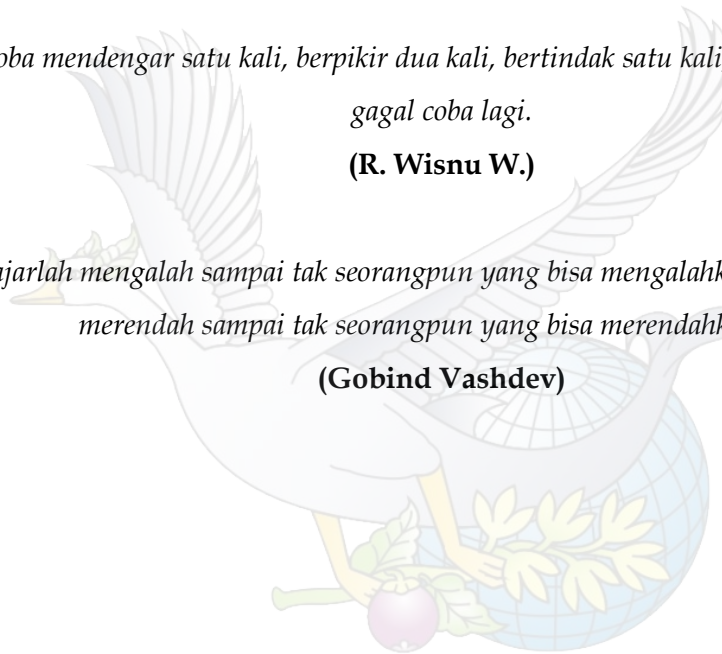 mendengar satu kali, berpikir dua kali, bertindak satu kali
gagal coba lagi.
(R. Wisnu W.)
mengalah sampai tak seorangpun yang bisa
merendah sampai tak seorangpun yang bisa
(Gobind Vashdev)